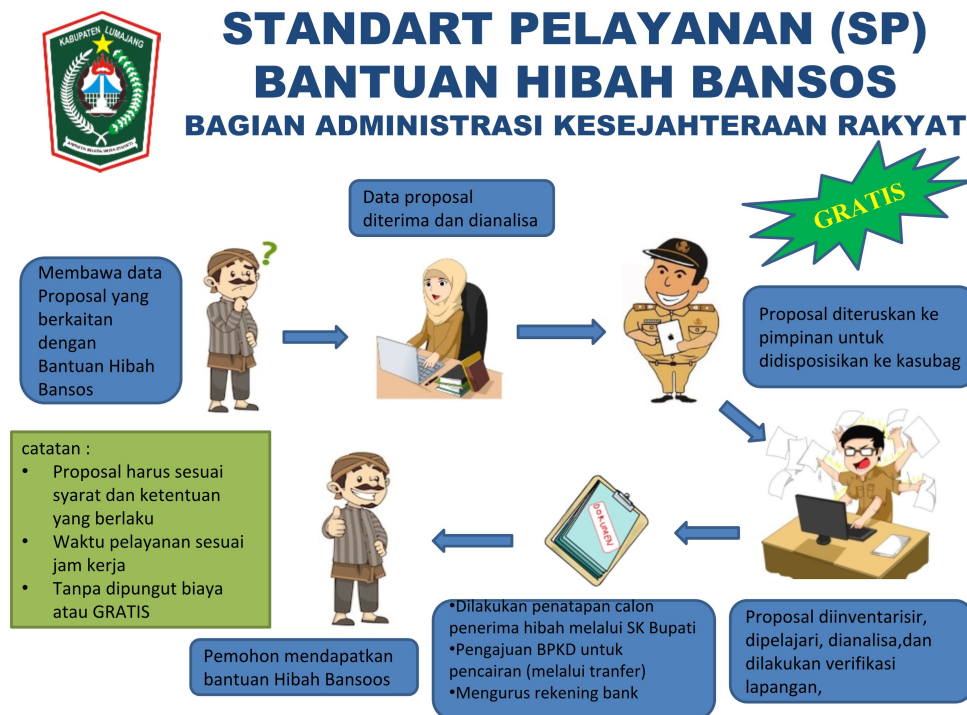 KABUPATEN LUMAJANG
STANDART PELAYANAN (SP)
BANTUAN HIBAH BANSOS
BAGIAN ADMINISTRASI KESEJAHTERAAN RAKYAT
GRATIS
Membawa data
Proposal yang
berkaitan
dengan
Bantuan Hibah
Bansos
?
Data proposal
diterima dan dianalisa
Proposal diteruskan ke
pimpinan untuk
didisposisikan ke kasubag
Proposal diinventarisir,
dipelajari, dianalisa,dan
dilakukan verifikasi
lapangan,
DOKUMEN
•Dilakukan penatapan calon
penerima hibah melalui SK Bupati
•Pengajuan BPKD untuk
pencairan (melalui tranfer)
•Mengurus rekening bank
Pemohon mendapatkan
bantuan Hibah Bansoos
catatan :
• Proposal harus sesuai
syarat dan ketentuan
yang berlaku
• Waktu pelayanan sesuai
jam kerja
• Tanpa dipungut biaya
atau GRATIS